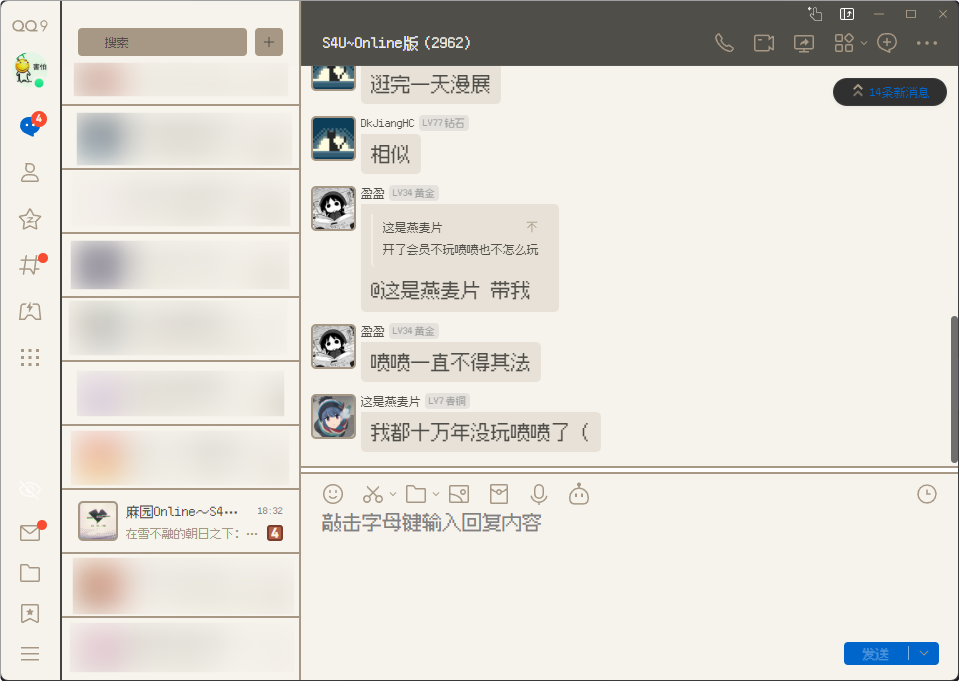 QQ9
害怕
4
搜索
麻园Online～S4…
18:32
在雪不融的朝日之下：…
4
S4U~Online版（2962）
14条新消息
逛完一天漫展
DkJiangHC LV77 钻石
相似
盈盈 LV34 黄金
这是燕麦片
开了会员不玩喷喷也不怎么玩
@这是燕麦片 带我
盈盈 LV34 黄金
喷喷一直不得其法
这是燕麦片 LV7 青铜
我都十万年没玩喷喷了（
敲击字母键输入回复内容
发送